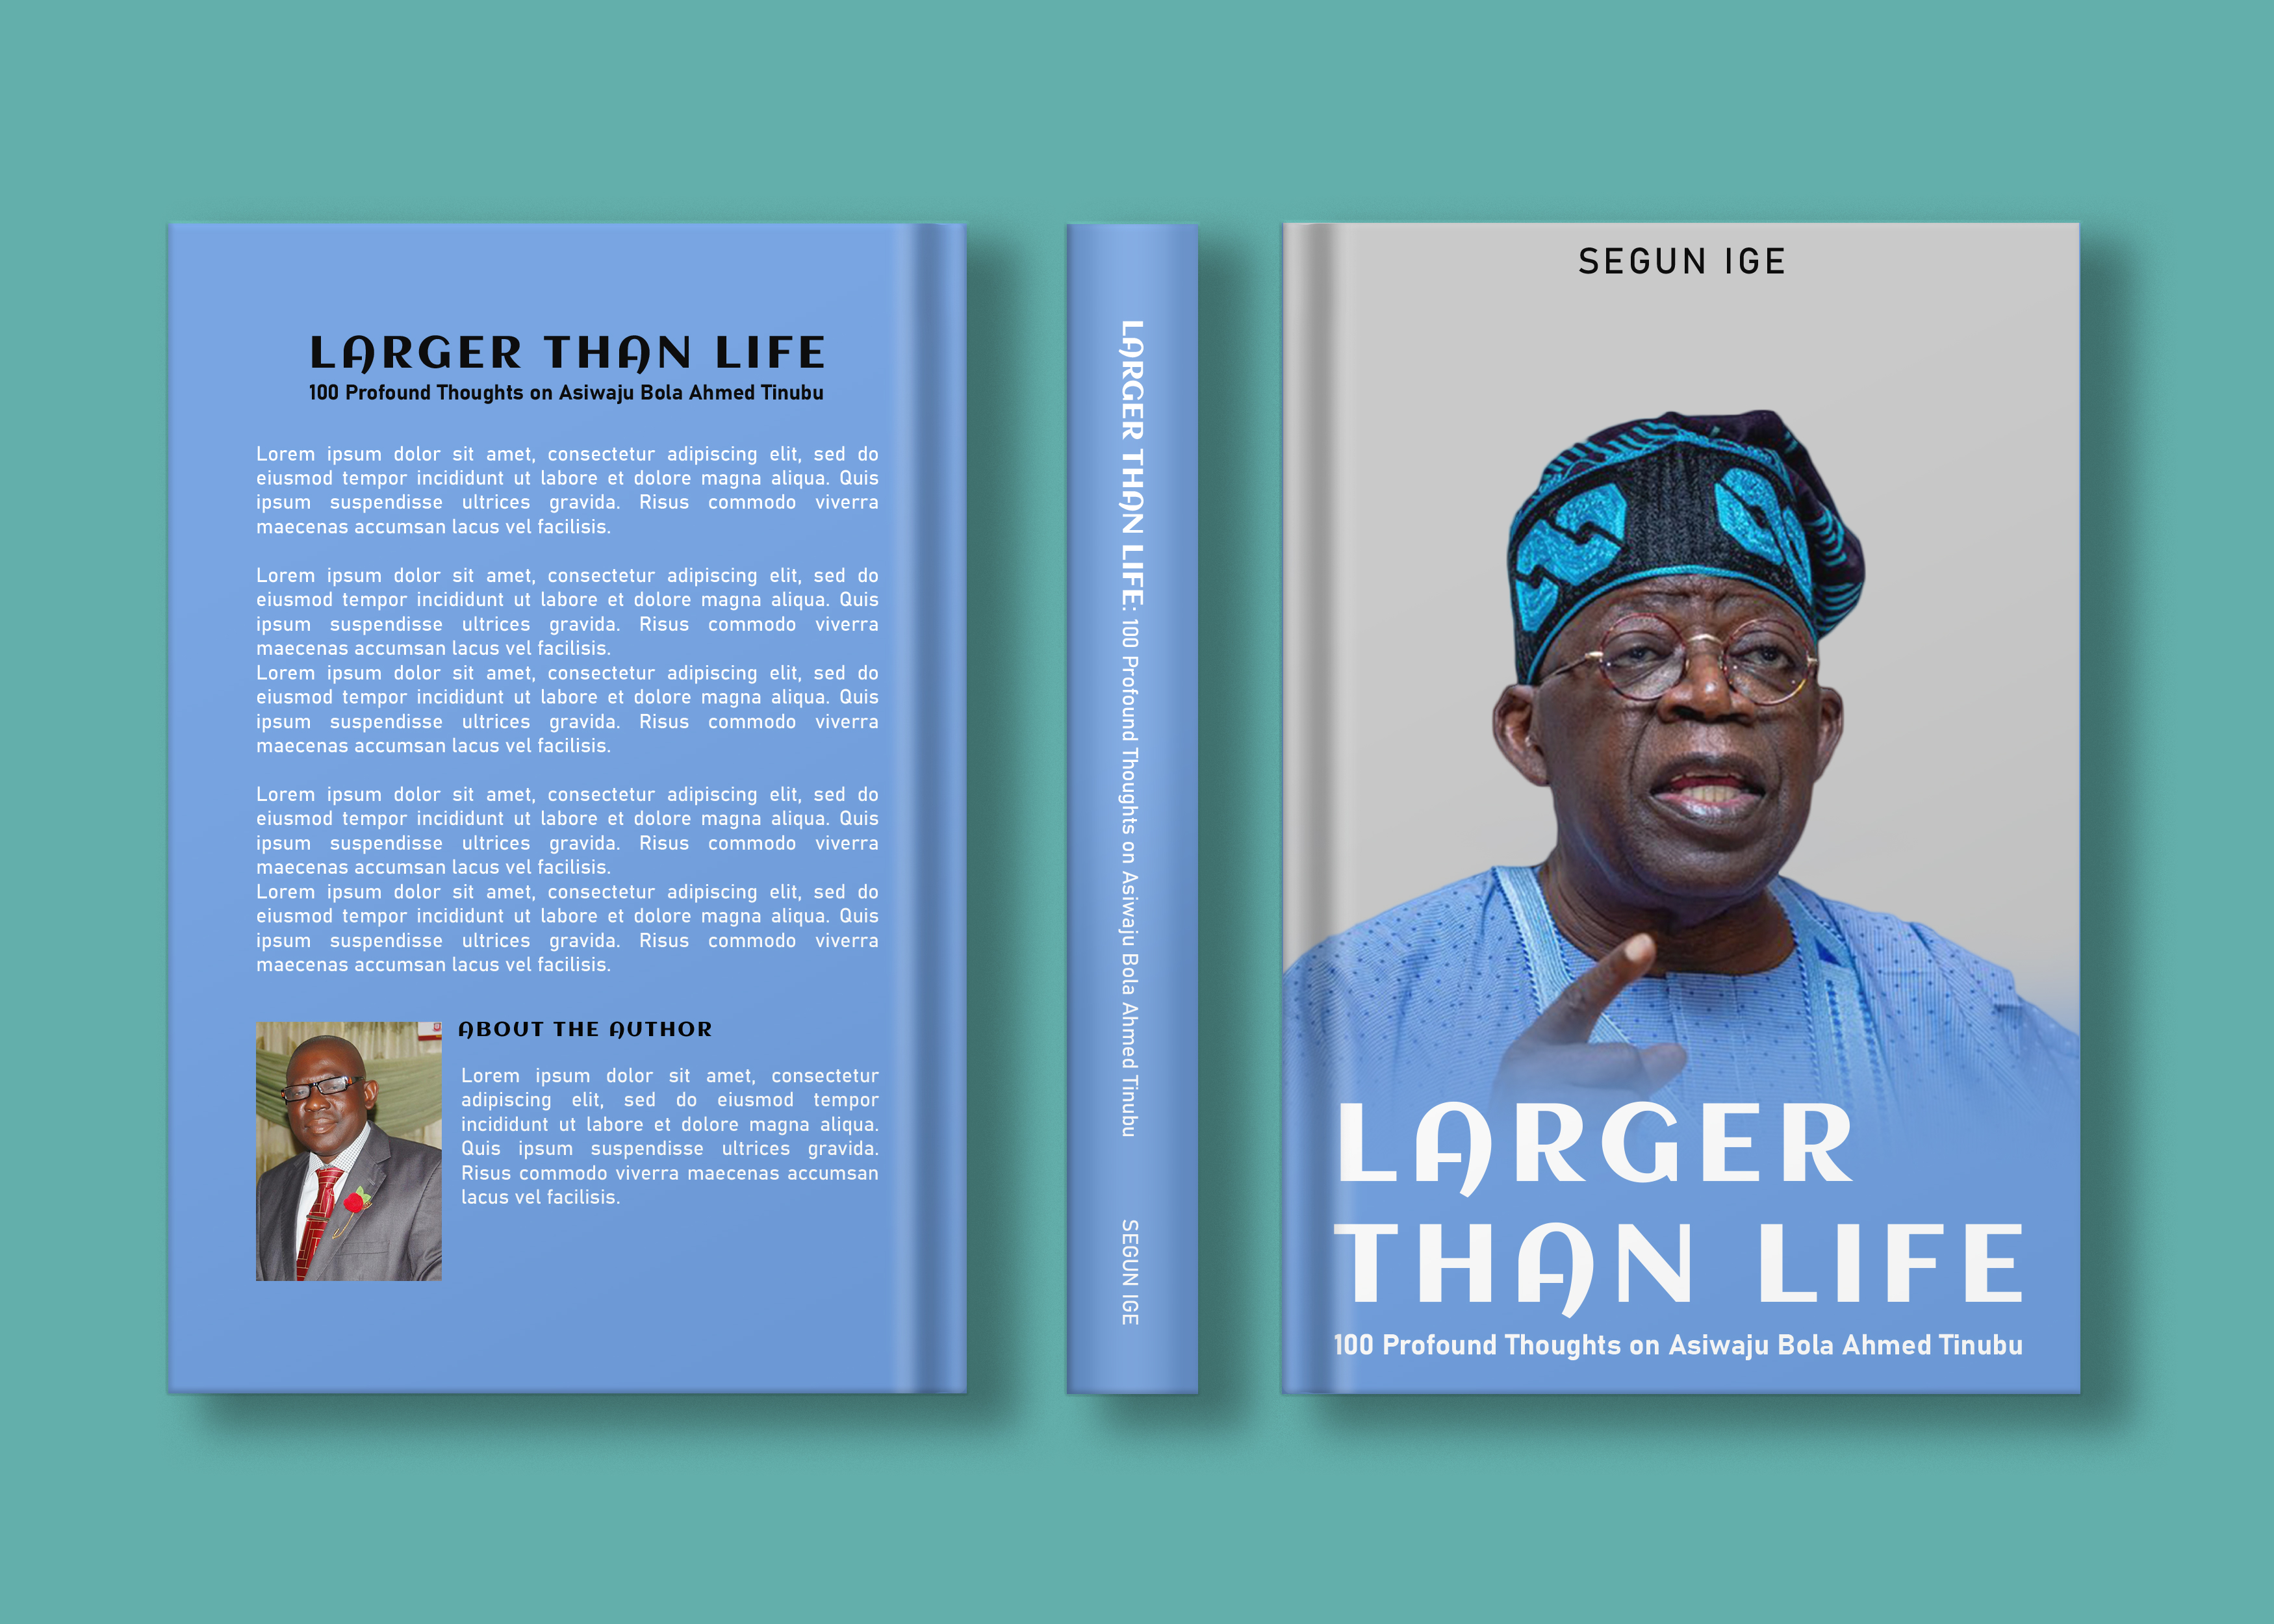 LARGER THAN LIFE
100 Profound Thoughts on Asiwaju Bola Ahmed Tinubu
Lorem ipsum dolor sit amet, consectetur adipiscing elit, sed do
eiusmod tempor incididunt ut labore et dolore magna aliqua. Quis
ipsum suspendisse ultrices gravida. Risus commodo viverra
maecenas accumsan lacus vel facilisis.
Lorem ipsum dolor sit amet, consectetur adipiscing elit, sed do
eiusmod tempor incididunt ut labore et dolore magna aliqua. Quis
ipsum suspendisse ultrices gravida. Risus commodo viverra
maecenas accumsan lacus vel facilisis.
Lorem ipsum dolor sit amet, consectetur adipiscing elit, sed do
eiusmod tempor incididunt ut labore et dolore magna aliqua. Quis
ipsum suspendisse ultrices gravida. Risus commodo viverra
maecenas accumsan lacus vel facilisis.
Lorem ipsum dolor sit amet, consectetur adipiscing elit, sed do
eiusmod tempor incididunt ut labore et dolore magna aliqua. Quis
ipsum suspendisse ultrices gravida. Risus commodo viverra
maecenas accumsan lacus vel facilisis.
Lorem ipsum dolor sit amet, consectetur adipiscing elit, sed do
eiusmod tempor incididunt ut labore et dolore magna aliqua. Quis
ipsum suspendisse ultrices gravida. Risus commodo viverra
maecenas accumsan lacus vel facilisis.
ABOUT THE AUTHOR
Lorem ipsum dolor sit amet, consectetur
adipiscing elit, sed do eiusmod tempor
incididunt ut labore et dolore magna aliqua.
Quis ipsum suspendisse ultrices gravida.
Risus commodo viverra maecenas accumsan
lacus vel facilisis.
LARGER THAN LIFE: 100 Profound Thoughts on Asiwaju Bola Ahmed Tinubu
SEGUN IGE
SEGUN IGE
LARGER
THAN LIFE
100 Profound Thoughts on Asiwaju Bola Ahmed Tinubu